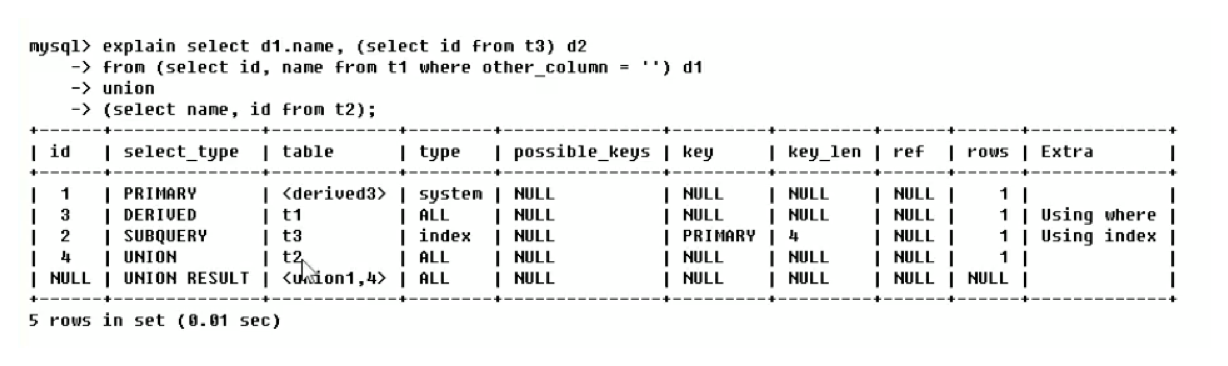 mysql> explain select d1.name, (select id from t3) d2
    -> from (select id, name from t1 where other_column = '') d1
    -> union
    -> (select name, id from t2);
+------+--------------+------------+--------+---------------+---------+---------+------+------+-------------+
| id   | select_type  | table      | type   | possible_keys | key     | key_len | ref  | rows | Extra       |
+------+--------------+------------+--------+---------------+---------+---------+------+------+-------------+
| 1    | PRIMARY      | <derived3> | system | NULL          | NULL    | NULL    | NULL | 1    |             |
| 3    | DERIVED      | t1         | ALL    | NULL          | NULL    | NULL    | NULL | 1    | Using where |
| 2    | SUBQUERY     | t3         | index  | NULL          | PRIMARY | 4       | NULL | 1    | Using index |
| 4    | UNION        | t2         | ALL    | NULL          | NULL    | NULL    | NULL | 1    |             |
| NULL | UNION RESULT | <union1,4> | ALL    | NULL          | NULL    | NULL    | NULL | NULL |             |
+------+--------------+------------+--------+---------------+---------+---------+------+------+-------------+
5 rows in set (0.01 sec)